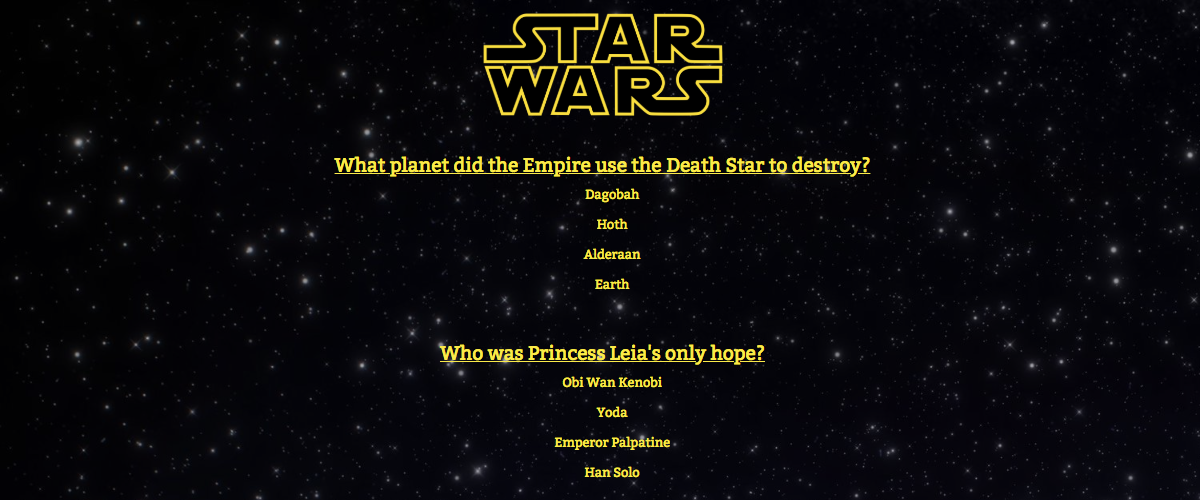 STAR
WARS
What planet did the Empire use the Death Star to destroy?
Dagobah
Hoth
Alderaan
Earth
Who was Princess Leia's only hope?
Obi Wan Kenobi
Yoda
Emperor Palpatine
Han Solo